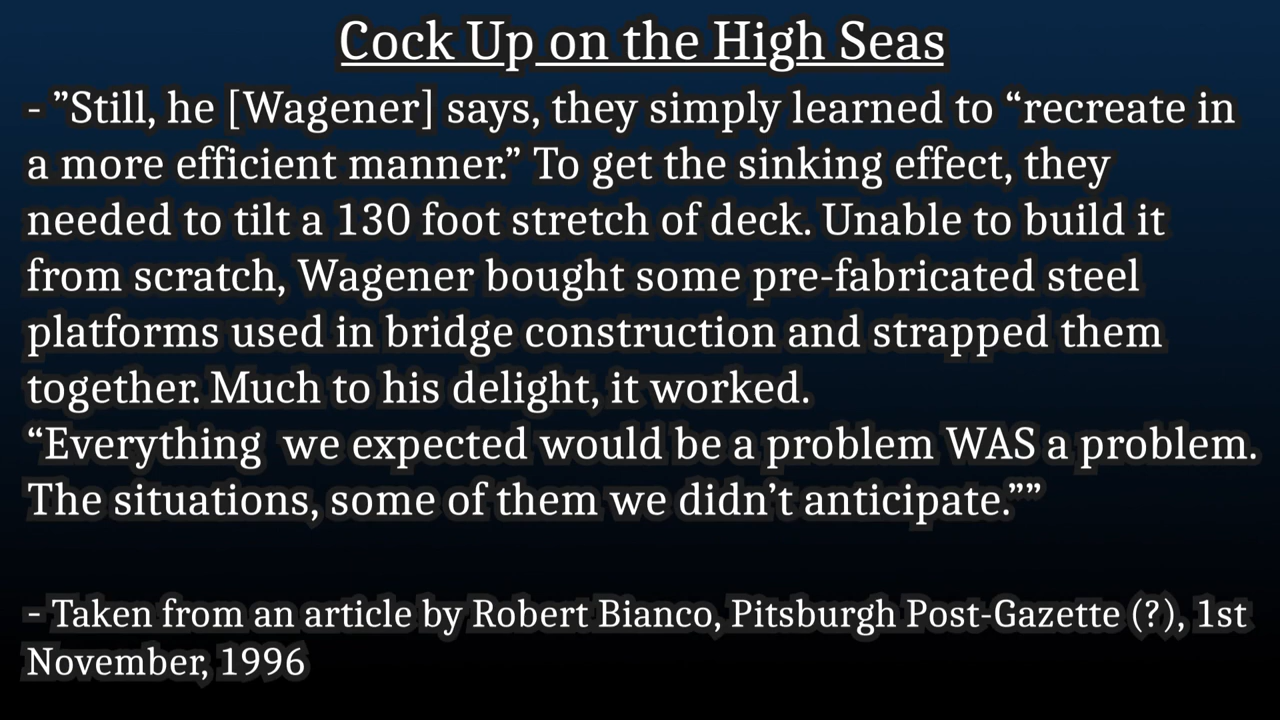 Cock Up on the High Seas
- ”Still, he [Wagener] says, they simply learned to “recreate in
a more efficient manner.” To get the sinking effect, they
needed to tilt a 130 foot stretch of deck. Unable to build it
from scratch, Wagener bought some pre-fabricated steel
platforms used in bridge construction and strapped them
together. Much to his delight, it worked.
“Everything  we expected would be a problem WAS a problem.
The situations, some of them we didn’t anticipate.””
- Taken from an article by Robert Bianco, Pitsburgh Post-Gazette (?), 1st
November, 1996